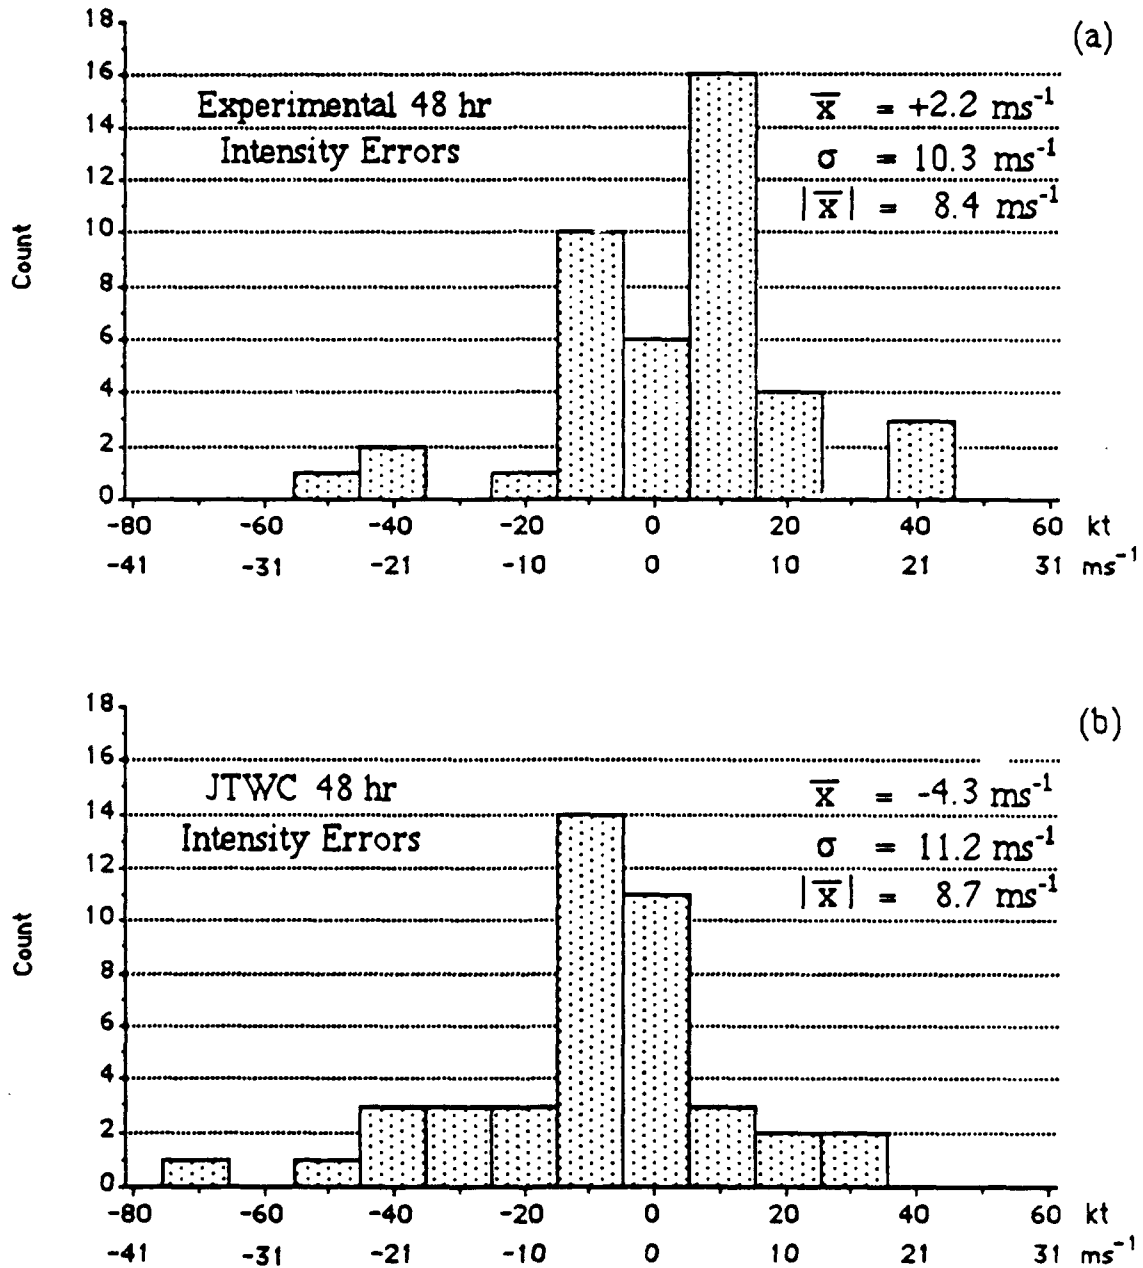 (a)
18
16
14
12
10
8
6
4
2
0
Count
Experimental 48 hr
Intensity Errors
x̅ = +2.2 ms⁻¹
σ = 10.3 ms⁻¹
|x̅| = 8.4 ms⁻¹
-80 -60 -40 -20 0 20 40 60 kt
-41 -31 -21 -10 0 10 21 31 ms⁻¹
(b)
18
16
14
12
10
8
6
4
2
0
Count
JTWC 48 hr
Intensity Errors
x̅ = -4.3 ms⁻¹
σ = 11.2 ms⁻¹
|x̅| = 8.7 ms⁻¹
-80 -60 -40 -20 0 20 40 60 kt
-41 -31 -21 -10 0 10 21 31 ms⁻¹